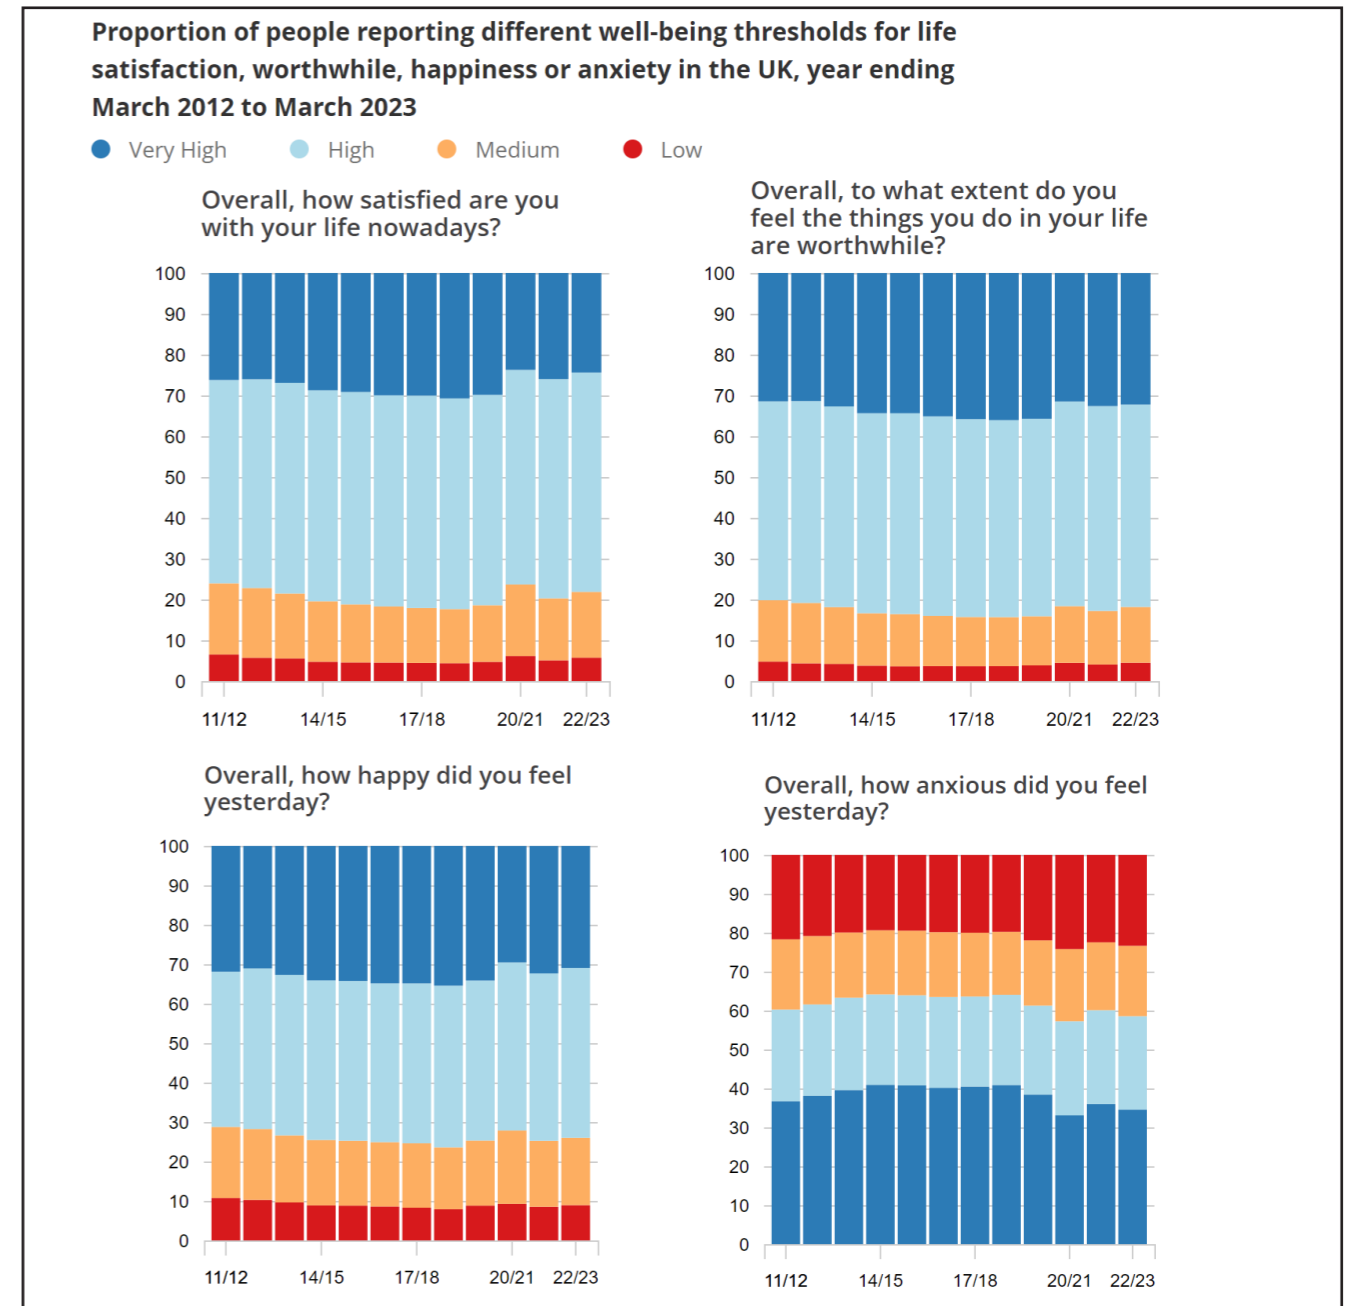 Proportion of people reporting different well-being thresholds for life
satisfaction, worthwhile, happiness or anxiety in the UK, year ending
March 2012 to March 2023
Very High High Medium Low
Overall, how satisfied are you
with your life nowadays?
100
90
80
70
60
50
40
30
20
10
0
11/12 14/15 17/18 20/21 22/23
Overall, to what extent do you
feel the things you do in your life
are worthwhile?
100
90
80
70
60
50
40
30
20
10
0
11/12 14/15 17/18 20/21 22/23
Overall, how happy did you feel
yesterday?
100
90
80
70
60
50
40
30
20
10
0
11/12 14/15 17/18 20/21 22/23
Overall, how anxious did you feel
yesterday?
100
90
80
70
60
50
40
30
20
10
0
11/12 14/15 17/18 20/21 22/23